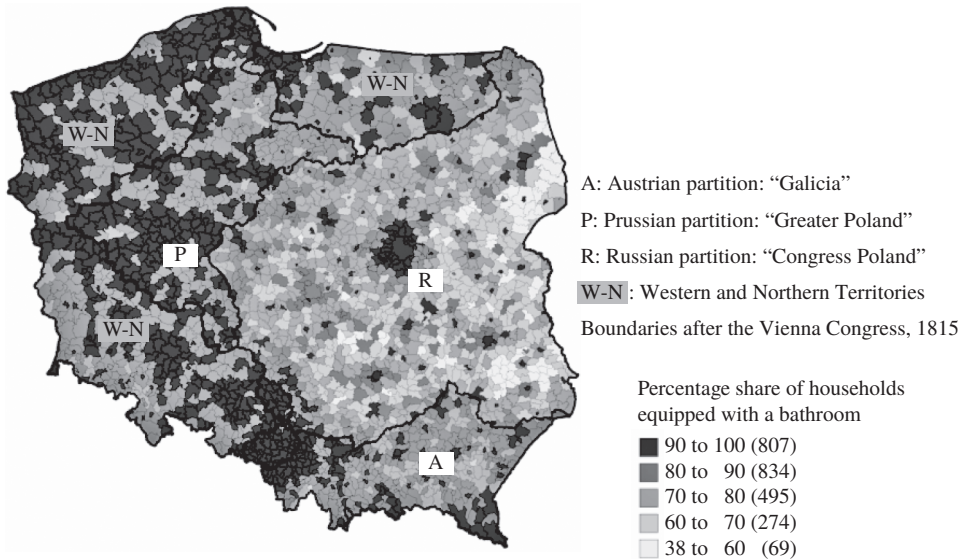 W-N
W-N
P
R
W-N
A
A: Austrian partition: “Galicia”
P: Prussian partition: “Greater Poland”
R: Russian partition: “Congress Poland”
W-N : Western and Northern Territories
Boundaries after the Vienna Congress, 1815
Percentage share of households
equipped with a bathroom
90 to 100 (807)
80 to 90 (834)
70 to 80 (495)
60 to 70 (274)
38 to 60 (69)